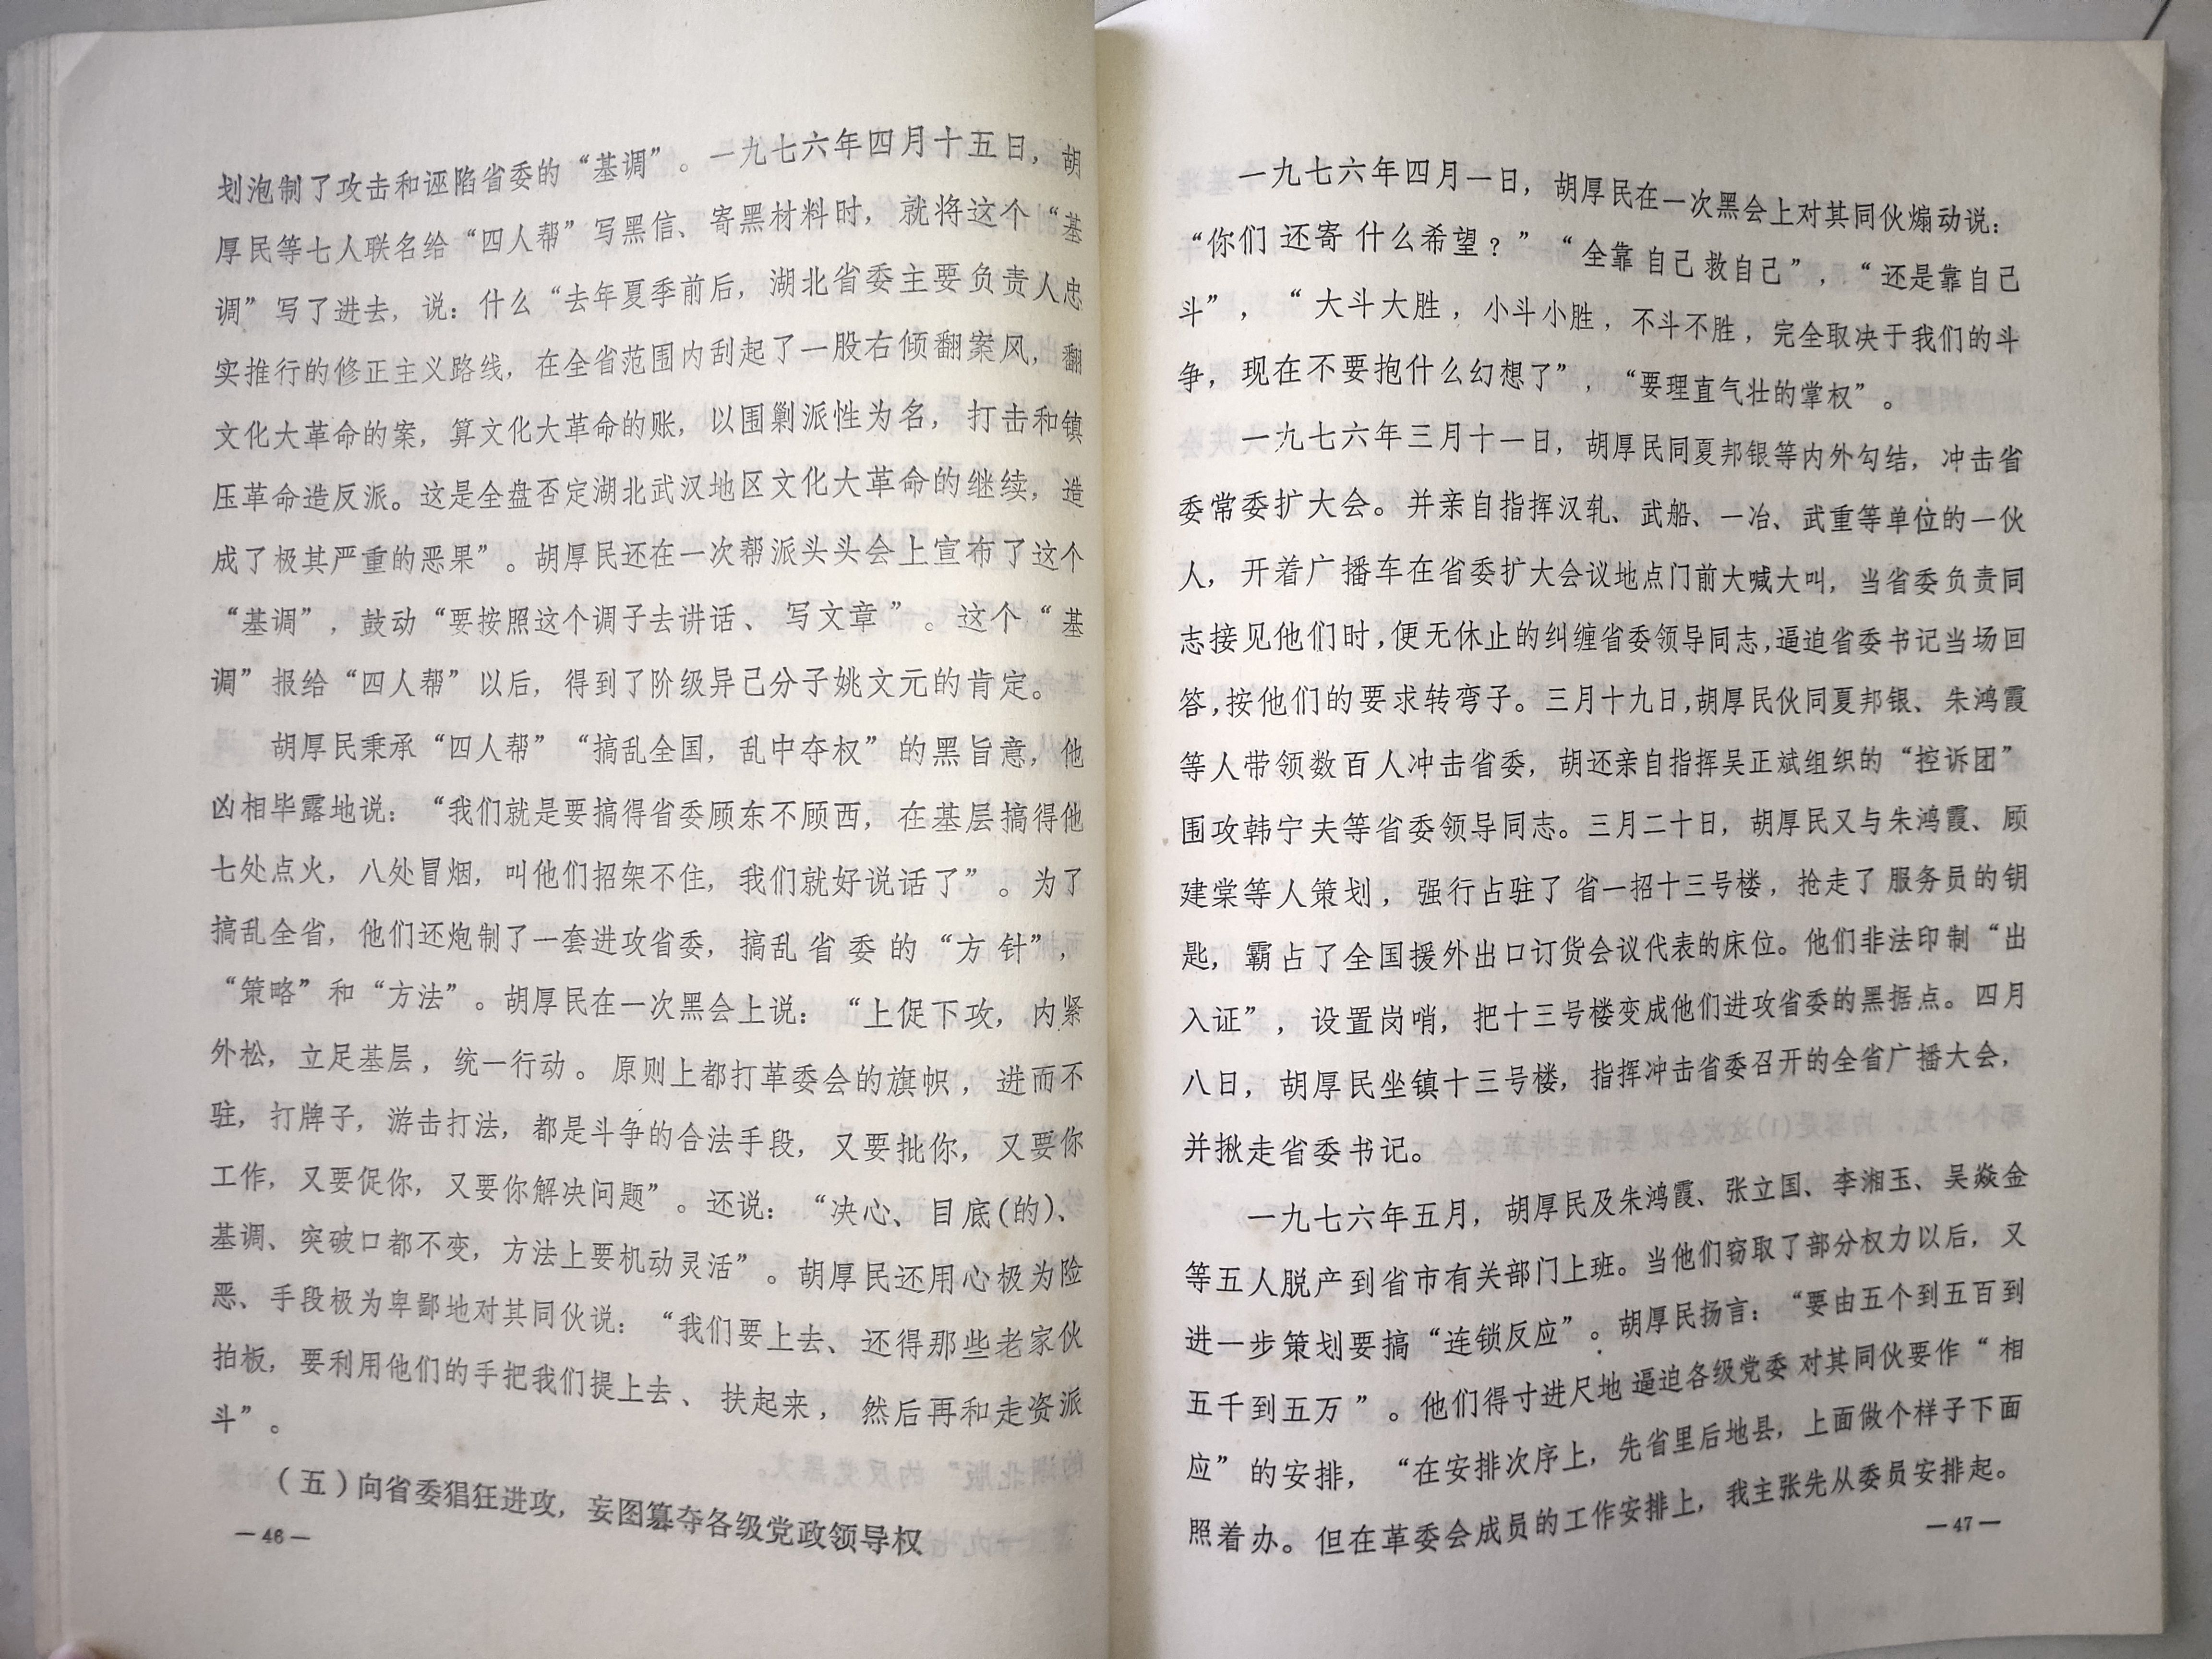 划泡制了攻击和诬陷省委的“基调”。一九七六年四月十五日，胡
厚民等七人联名给“四人帮”写黑信、寄黑材料时，就将这个“基
调”写了进去，说：什么“去年夏季前后，湖北省委主要负责人忠
实推行的修正主义路线，在全省范围内刮起了一股右倾翻案风，翻
文化大革命的案，算文化大革命的账，以围剿派性为名，打击和镇
压革命造反派。这是全盘否定湖北武汉地区文化大革命的继续，造
成了极其严重的恶果”。胡厚民还在一次帮派头头会上宣布了这个
“基调”，鼓动“要按照这个调子去讲话、写文章”。这个“基
调”报给“四人帮”以后，得到了阶级异己分子姚文元的肯定。
胡厚民秉承“四人帮”“搞乱全国，乱中夺权”的黑旨意，他
凶相毕露地说：“我们就是要搞得省委顾东不顾西，在基层搞得他
七处点火，八处冒烟，叫他们招架不住，我们就好说话了”。为了
搞乱全省，他们还炮制了一套进攻省委，搞乱省委的“方针”，
“策略”和“方法”。胡厚民在一次黑会上说：“上促下攻，内紧
外松，立足基层，统一行动。原则上都打革委会的旗帜，进而不
驻，打牌子，游击打法，都是斗争的合法手段，又要批你，又要你
工作，又要促你，又要你解决问题”。还说：“决心、目底(的)、
基调、突破口都不变，方法上要机动灵活”。胡厚民还用心极为险
恶、手段极为卑鄙地对其同伙说：“我们要上去、还得那些老家伙
拍板，要利用他们的手把我们提上去、扶起来，然后再和走资派
斗”。
（五）向省委猖狂进攻，妄图篡夺各级党政领导权
—46—
一九七六年四月一日，胡厚民在一次黑会上对其同伙煽动说：
“你们还寄什么希望？”“全靠自己救自己”，“还是靠自己
斗”，“大斗大胜，小斗小胜，不斗不胜，完全取决于我们的斗
争，现在不要抱什么幻想了”，“要理直气壮的掌权”。
一九七六年三月十一日，胡厚民同夏邦银等内外勾结，冲击省
委常委扩大会。并亲自指挥汉轧、武船、一冶、武重等单位的一伙
人，开着广播车在省委扩大会议地点门前大喊大叫，当省委负责同
志接见他们时，便无休止的纠缠省委领导同志，逼迫省委书记当场回
答，按他们的要求转弯子。三月十九日，胡厚民伙同夏邦银、朱鸿霞
等人带领数百人冲击省委，胡还亲自指挥吴正斌组织的“控诉团”
围攻韩宁夫等省委领导同志。三月二十日，胡厚民又与朱鸿霞、顾
建棠等人策划，强行占驻了省一招十三号楼，抢走了服务员的钥
匙，霸占了全国援外出口订货会议代表的床位。他们非法印制“出
入证”，设置岗哨，把十三号楼变成他们进攻省委的黑据点。四月
八日，胡厚民坐镇十三号楼，指挥冲击省委召开的全省广播大会，
并揪走省委书记。
一九七六年五月，胡厚民及朱鸿霞、张立国、李湘玉、吴焱金
等五人脱产到省市有关部门上班。当他们窃取了部分权力以后，又
进一步策划要搞“连锁反应”。胡厚民扬言：“要由五个到五百到
五千到五万”。他们得寸进尺地逼迫各级党委对其同伙要作“相
应”的安排，“在安排次序上，先省里后地县，上面做个样子下面
照着办。但在革委会成员的工作安排上，我主张先从委员安排起。
—47—